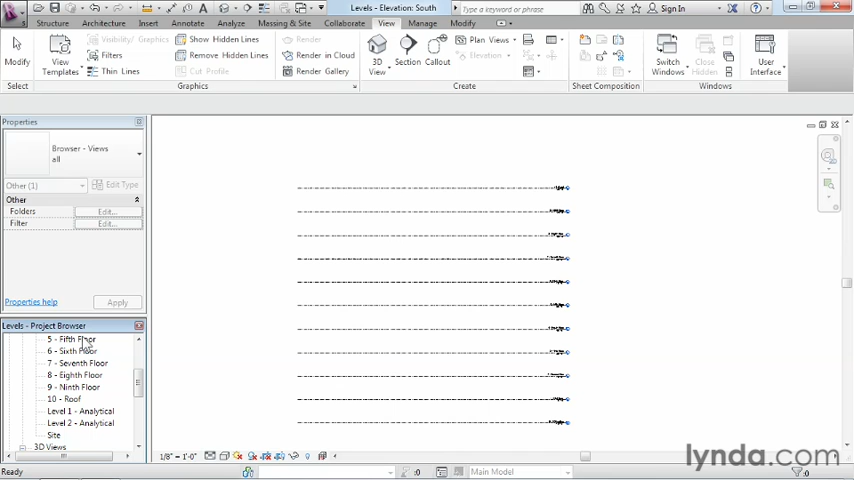 Levels - Elevation: South
Type a keyword or phrase
Sign In
Structure Architecture Insert Annotate Analyze Massing & Site Collaborate View Manage Modify
Modify
View
Templates
Visibility/ Graphics
Filters
Thin Lines
Show Hidden Lines
Remove Hidden Lines
Cut Profile
Render
Render in Cloud
Render Gallery
3D
View
Section
Callout
Plan Views
Elevation
Switch
Windows
Close
Hidden
User
Interface
Select
Graphics
Create
Sheet Composition
Windows
Properties
Browser - Views
all
Other (1)
Edit Type
Other
Folders
Edit...
Filter
Edit...
Properties help
Apply
Levels - Project Browser
5 - Fifth Floor
6 - Sixth Floor
7 - Seventh Floor
8 - Eighth Floor
9 - Ninth Floor
10 - Roof
Level 1 - Analytical
Level 2 - Analytical
Site
3D Views
1/8" = 1'-0"
Ready
:0
Main Model
:0
lynda.com